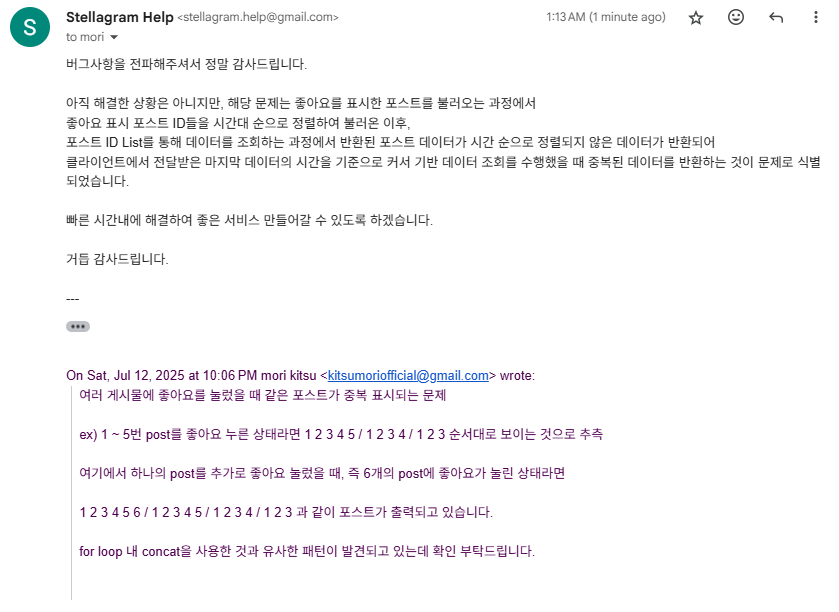 S
Stellagram Help <stellagram.help@gmail.com>
1:13 AM (1 minute ago)
to mori
버그사항을 전파해주셔서 정말 감사드립니다.
아직 해결한 상황은 아니지만, 해당 문제는 좋아요를 표시한 포스트를 불러오는 과정에서
좋아요 표시 포스트 ID들을 시간대 순으로 정렬하여 불러온 이후,
포스트 ID List를 통해 데이터를 조회하는 과정에서 반환된 포스트 데이터가 시간 순으로 정렬되지 않은 데이터가 반환되어
클라이언트에서 전달받은 마지막 데이터의 시간을 기준으로 커서 기반 데이터 조회를 수행했을 때 중복된 데이터를 반환하는 것이 문제로 식별
되었습니다.
빠른 시간내에 해결하여 좋은 서비스 만들어갈 수 있도록 하겠습니다.
거듭 감사드립니다.
---
On Sat, Jul 12, 2025 at 10:06 PM mori kitsu <kitsumoriofficial@gmail.com> wrote:
여러 게시물에 좋아요를 눌렀을 때 같은 포스트가 중복 표시되는 문제
ex) 1 ~ 5번 post를 좋아요 누른 상태라면 1 2 3 4 5 / 1 2 3 4 / 1 2 3 순서대로 보이는 것으로 추측
여기에서 하나의 post를 추가로 좋아요 눌렀을 때, 즉 6개의 post에 좋아요가 눌린 상태라면
1 2 3 4 5 6 / 1 2 3 4 5 / 1 2 3 4 / 1 2 3 과 같이 포스트가 출력되고 있습니다.
for loop 내 concat을 사용한 것과 유사한 패턴이 발견되고 있는데 확인 부탁드립니다.